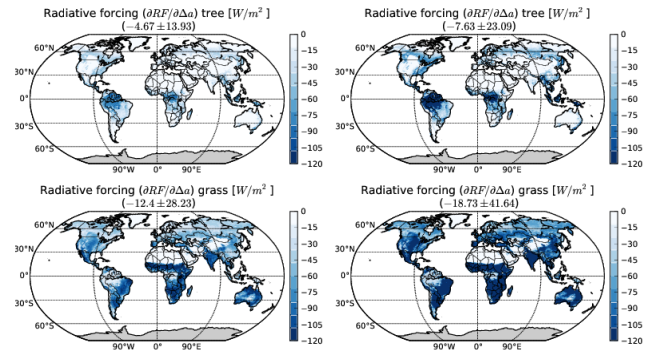 Radiative forcing (∂RF/∂Δa) tree [W/m² ]
(−4.67±13.93)
60°N
30°N
0°
30°S
60°S
90°W 0° 90°E
0
−15
−30
−45
−60
−75
−90
−105
−120
Radiative forcing (∂RF/∂Δa) tree [W/m² ]
(−7.63±23.09)
60°N
30°N
0°
30°S
60°S
90°W 0° 90°E
0
−15
−30
−45
−60
−75
−90
−105
−120
Radiative forcing (∂RF/∂Δa) grass [W/m² ]
(−12.4±28.23)
60°N
30°N
0°
30°S
60°S
90°W 0° 90°E
0
−15
−30
−45
−60
−75
−90
−105
−120
Radiative forcing (∂RF/∂Δa) grass [W/m² ]
(−18.73±41.64)
60°N
30°N
0°
30°S
60°S
90°W 0° 90°E
0
−15
−30
−45
−60
−75
−90
−105
−120